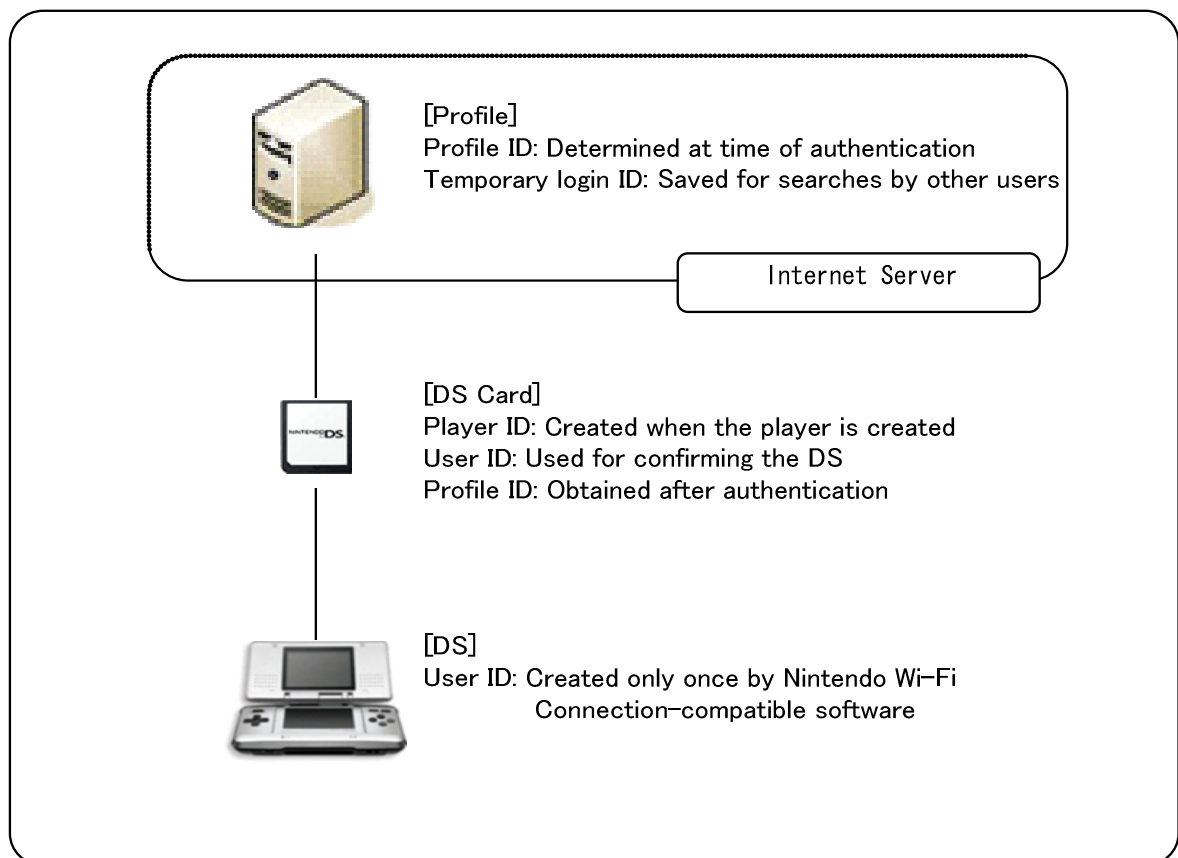 [Profile]
Profile ID: Determined at time of authentication
Temporary login ID: Saved for searches by other users
Internet Server
[DS Card]
Player ID: Created when the player is created
User ID: Used for confirming the DS
Profile ID: Obtained after authentication
NINTENDO DS
[DS]
User ID: Created only once by Nintendo Wi-Fi
Connection-compatible software